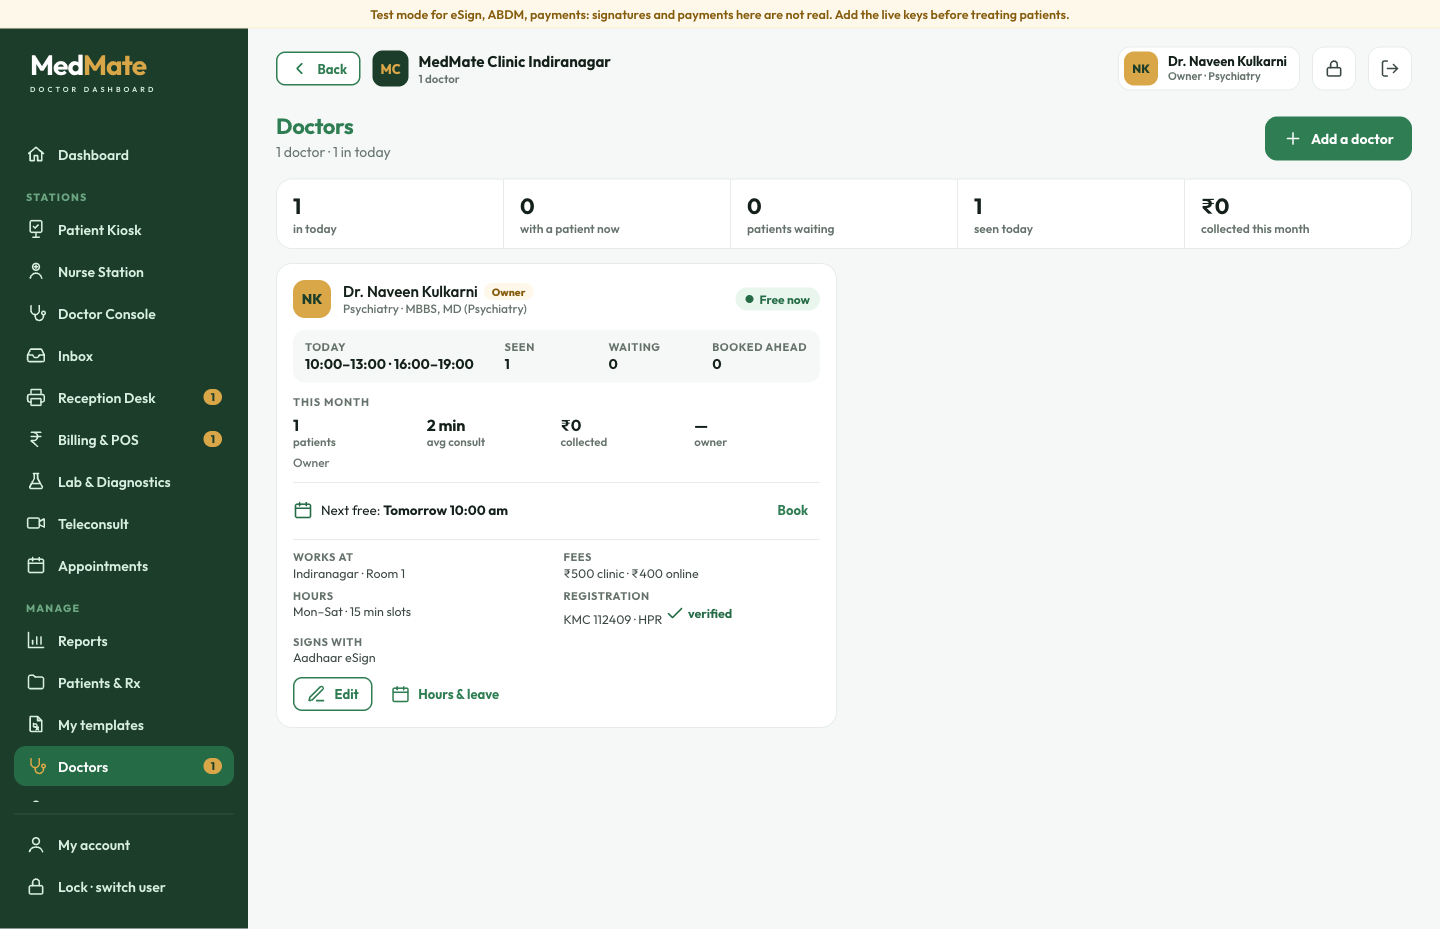 Test mode for eSign, ABDM, payments: signatures and payments here are not real. Add the live keys before treating patients.
MedMate
DOCTOR DASHBOARD
Dashboard
STATIONS
Patient Kiosk
Nurse Station
Doctor Console
Inbox
Reception Desk 1
Billing & POS 1
Lab & Diagnostics
Teleconsult
Appointments
MANAGE
Reports
Patients & Rx
My templates
Doctors 1
My account
Lock · switch user
Back
MC
MedMate Clinic Indiranagar
1 doctor
NK
Dr. Naveen Kulkarni
Owner · Psychiatry
Doctors
1 doctor · 1 in today
Add a doctor
1
in today
0
with a patient now
0
patients waiting
1
seen today
₹0
collected this month
NK
Dr. Naveen Kulkarni Owner
Psychiatry · MBBS, MD (Psychiatry)
Free now
TODAY SEEN WAITING BOOKED AHEAD
10:00–13:00 · 16:00–19:00 1 0 0
THIS MONTH
1 2 min ₹0 —
patients avg consult collected owner
Owner
Next free: Tomorrow 10:00 am Book
WORKS AT FEES
Indiranagar · Room 1 ₹500 clinic · ₹400 online
HOURS REGISTRATION
Mon–Sat · 15 min slots KMC 112409 · HPR verified
SIGNS WITH
Aadhaar eSign
Edit Hours & leave